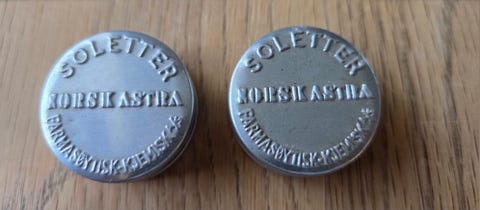 SOLETTER
NORSK ASTRA
FARMASØYTISK-KJEMISK A/S
SOLETTER
NORSK ASTRA
FARMASØYTISK-KJEMISK A/S